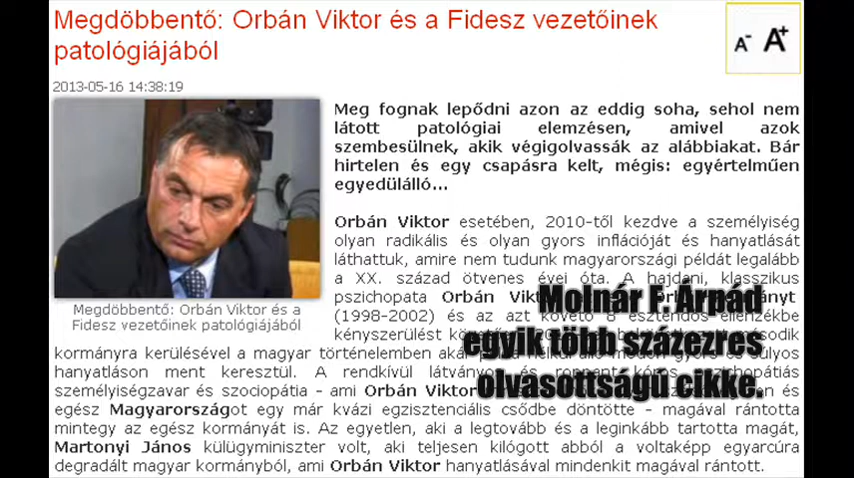 Megdöbbentő: Orbán Viktor és a Fidesz vezetőinek
patológiájából
A- A+
2013-05-16 14:38:19
Meg fognak lepődni azon az eddig soha, sehol nem
látott patológiai elemzésen, amivel azok
szembesülnek, akik végigolvassák az alábbiakat. Bár
hirtelen és egy csapásra kelt, mégis: egyértelműen
egyedülálló...
Megdöbbentő: Orbán Viktor és a
Fidesz vezetőinek patológiájából
Orbán Viktor esetében, 2010-től kezdve a személyiség
olyan radikális és olyan gyors inflációját és hanyatlását
láthattuk, amire nem tudunk magyarországi példát legalább
a XX. század ötvenes évei óta. A hajdani, klasszikus
pszichopata Orbán
(1998-2002) és az azt követő 8 esztendős ellenzékbe
kényszerülést második
kormányra kerülésével a magyar történelemben
hanyatláson ment keresztül. A rendkívül
személyiségzavar és szociopátia - ami Orbán Viktor és
egész Magyarországot egy már kvázi egzisztenciális csődbe döntötte - magával rántotta
mintegy az egész kormányát is. Az egyetlen, aki a legtovább és a leginkább tartotta magát,
Martonyi János külügyminiszter volt, aki teljesen kilógott abból a voltaképp egyarcúra
degradált magyar kormányból, ami Orbán Viktor hanyatlásával mindenkit magával rántott.
Molnár F. Árpád
egyik több százezres
olvasottságú cikke.